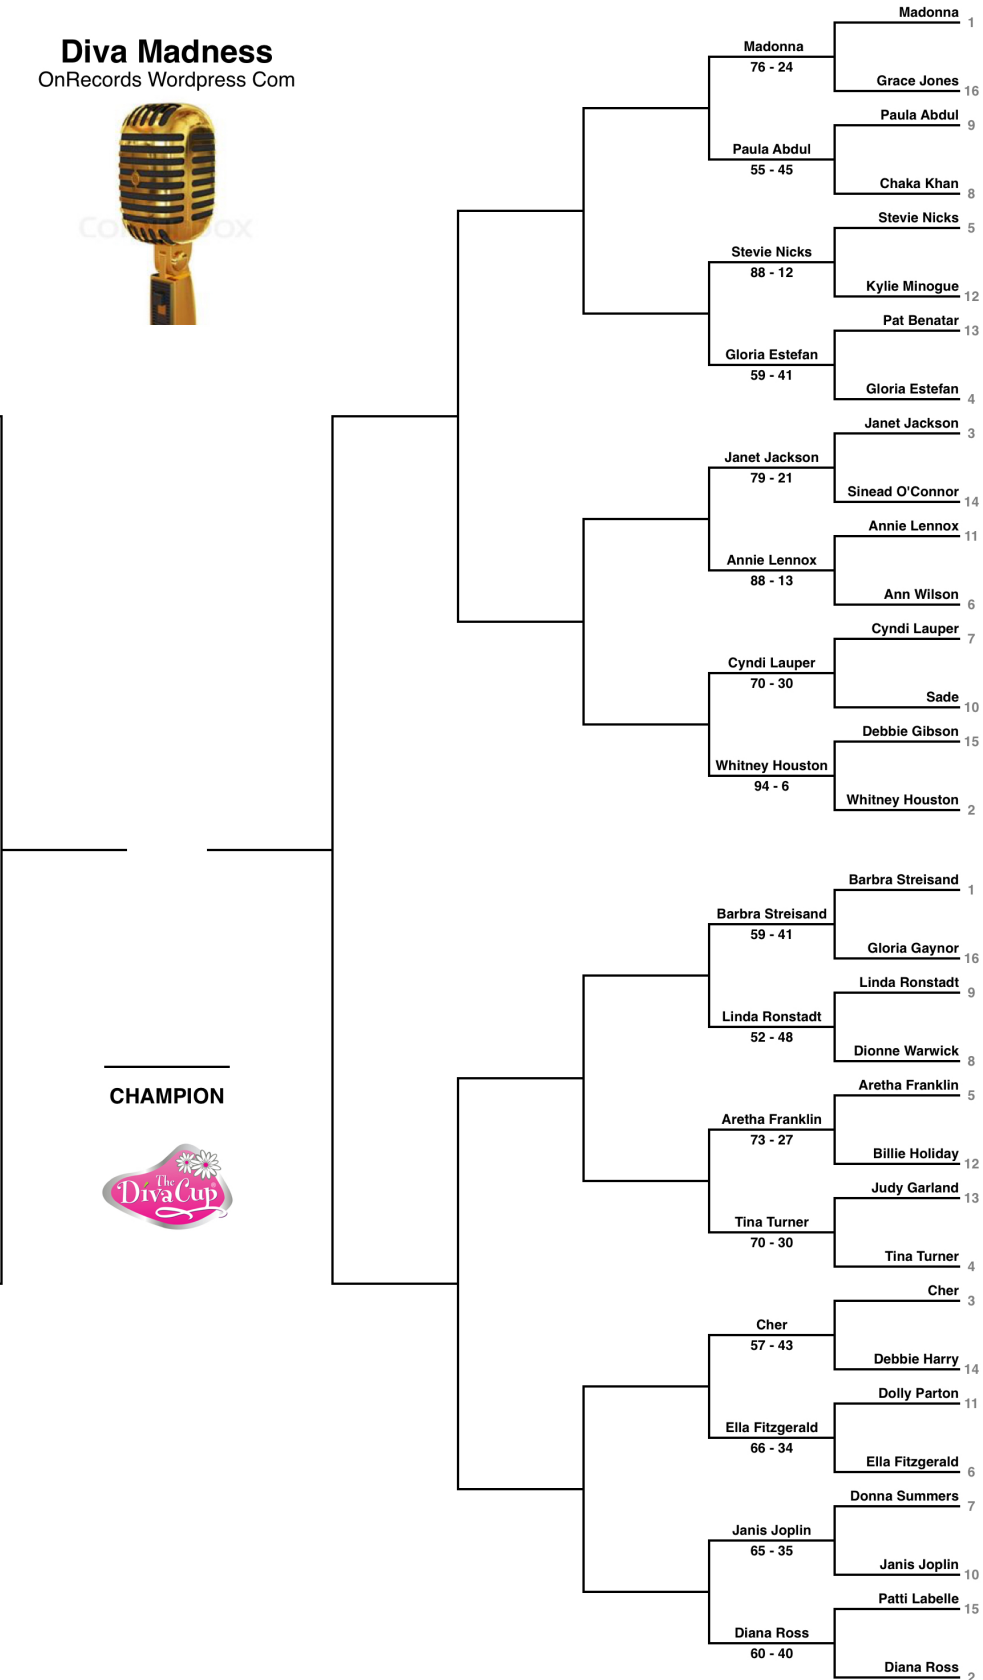 Diva Madness
OnRecords Wordpress Com
Madonna 1
Madonna
76 - 24
Grace Jones 16
Paula Abdul 9
Paula Abdul
55 - 45
Chaka Khan 8
Stevie Nicks 5
Stevie Nicks
88 - 12
Kylie Minogue 12
Pat Benatar 13
Gloria Estefan
59 - 41
Gloria Estefan 4
Janet Jackson 3
Janet Jackson
79 - 21
Sinead O'Connor 14
Annie Lennox 11
Annie Lennox
88 - 13
Ann Wilson 6
Cyndi Lauper 7
Cyndi Lauper
70 - 30
Sade 10
Debbie Gibson 15
Whitney Houston
94 - 6
Whitney Houston 2
Barbra Streisand 1
Barbra Streisand
59 - 41
Gloria Gaynor 16
Linda Ronstadt 9
Linda Ronstadt
52 - 48
Dionne Warwick 8
Aretha Franklin 5
Aretha Franklin
73 - 27
Billie Holiday 12
Judy Garland 13
Tina Turner
70 - 30
Tina Turner 4
Cher 3
Cher
57 - 43
Debbie Harry 14
Dolly Parton 11
Ella Fitzgerald
66 - 34
Ella Fitzgerald 6
Donna Summers 7
Janis Joplin
65 - 35
Janis Joplin 10
Patti Labelle 15
Diana Ross
60 - 40
Diana Ross 2
CHAMPION
The
DivaCup®